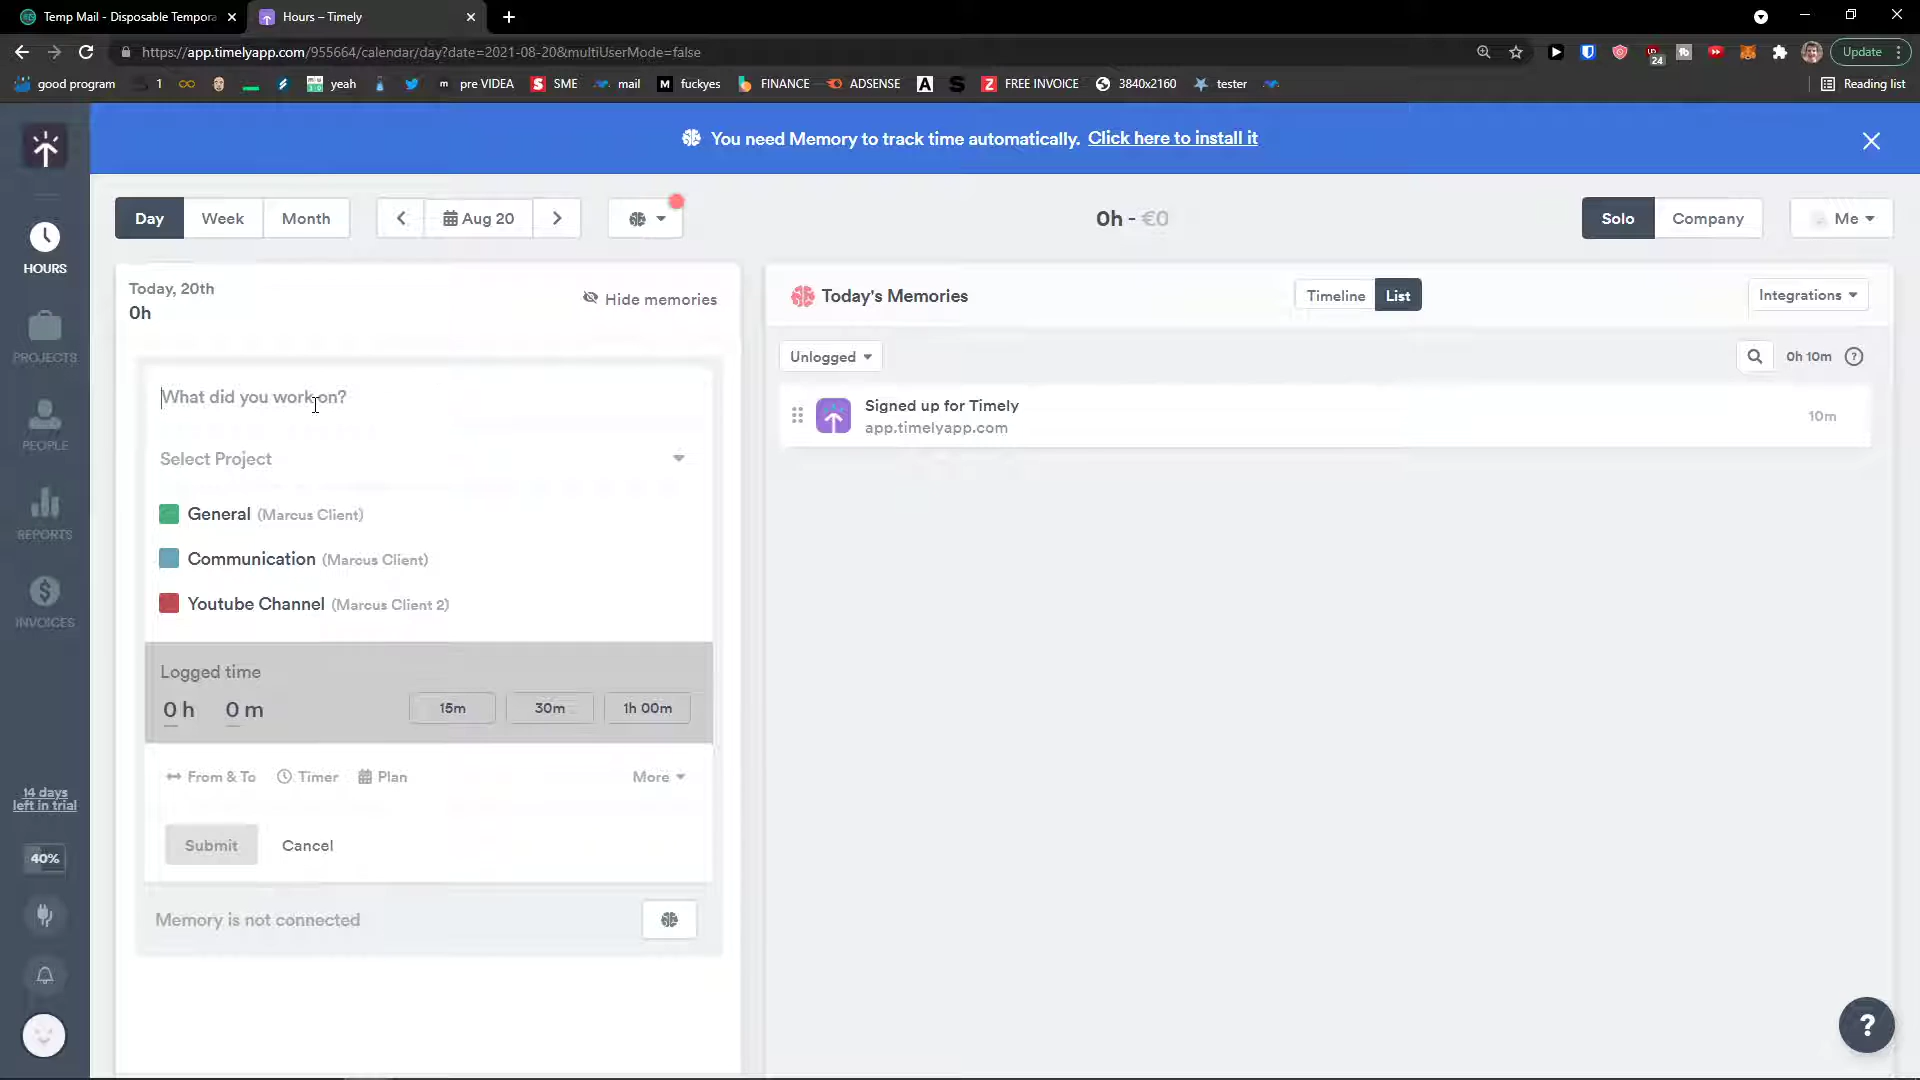 Temp Mail - Disposable Tempora
Hours – Timely
https://app.timelyapp.com/955664/calendar/day?date=2021-08-20&multiUserMode=false
24
Update
good program
1
yeah
m pre VIDEA
S SME
mail
M fuckyes
FINANCE
ADSENSE
A
S
Z FREE INVOICE
3840x2160
tester
Reading list
You need Memory to track time automatically. Click here to install it
HOURS
PROJECTS
PEOPLE
REPORTS
INVOICES
14 days
left in trial
40%
Day
Week
Month
Aug 20
0h - €0
Solo
Company
Me
Today, 20th
0h
Hide memories
What did you work on?
Select Project
General (Marcus Client)
Communication (Marcus Client)
Youtube Channel (Marcus Client 2)
Logged time
0 h 0 m
15m
30m
1h 00m
From & To
Timer
Plan
More
Submit
Cancel
Memory is not connected
Today's Memories
Timeline
List
Integrations
Unlogged
0h 10m
?
Signed up for Timely
app.timelyapp.com
10m
?